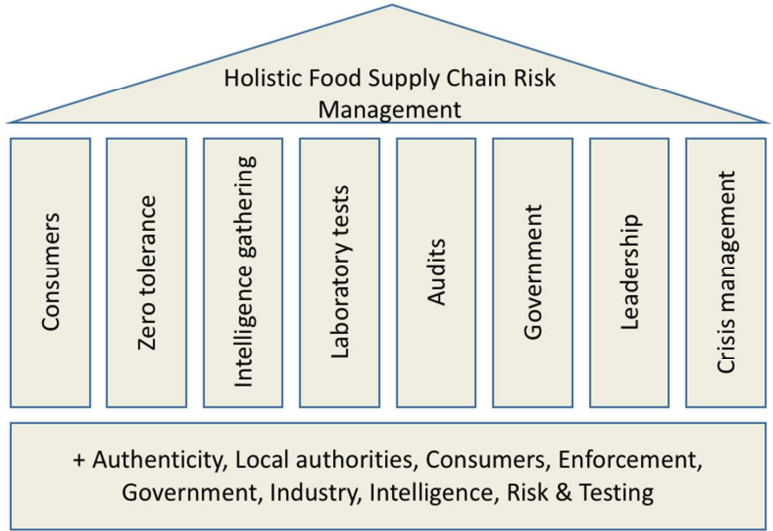 Holistic Food Supply Chain Risk
Management
Consumers
Zero tolerance
Intelligence gathering
Laboratory tests
Audits
Government
Leadership
Crisis management
+ Authenticity, Local authorities, Consumers, Enforcement,
Government, Industry, Intelligence, Risk & Testing